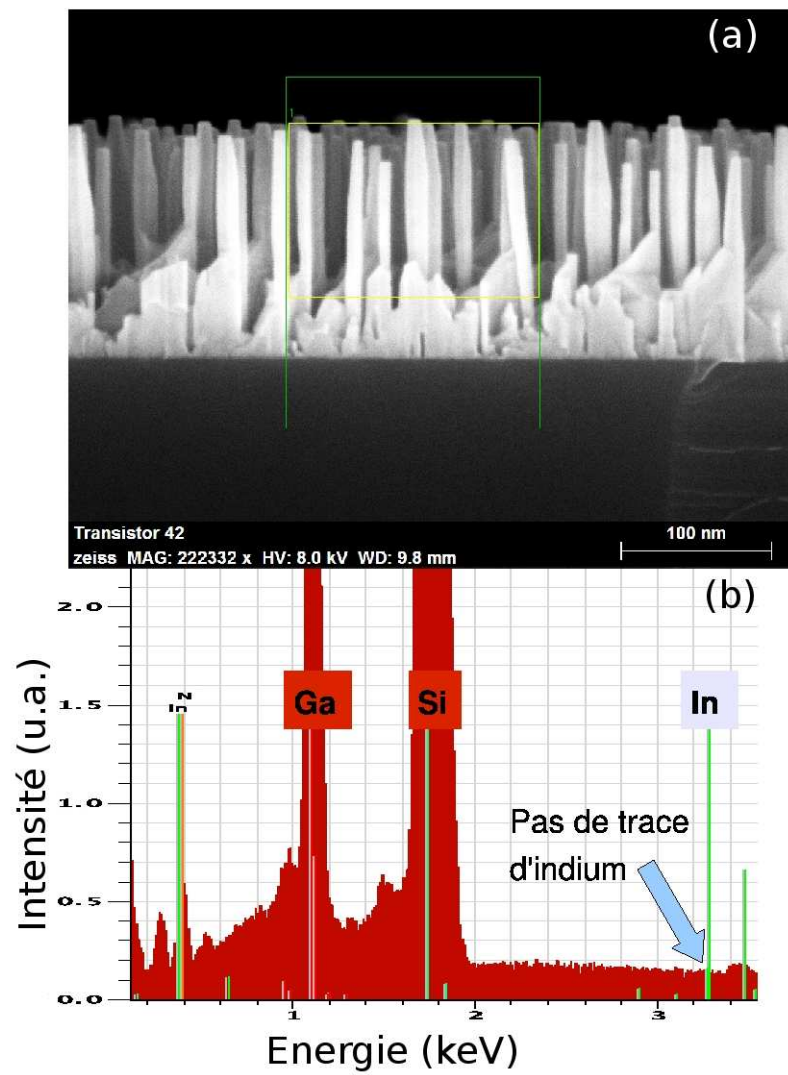 (a)
1
Transistor 42
100 nm
zeiss MAG: 222332 x HV: 8.0 kV WD: 9.8 mm
(b)
2.0
1.5
1.0
0.5
0.0
Intensité (u.a.)
Ga
Si
In
Pas de trace
d'indium
1
2
3
Energie (keV)